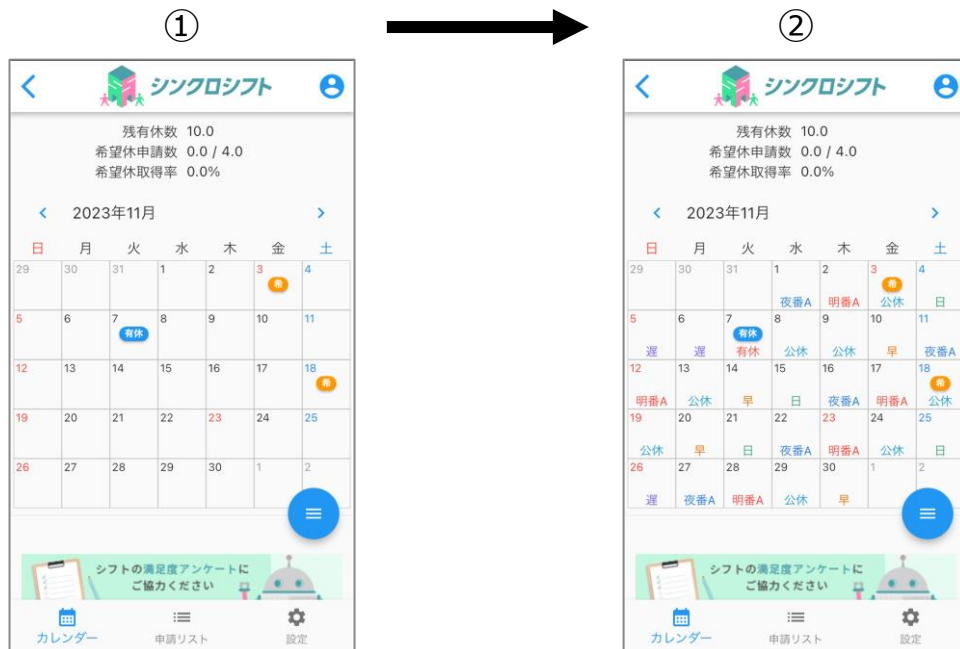 ①
②
シンクロシフト
残有休数 10.0
希望休申請数 0.0 / 4.0
希望休取得率 0.0%
2023年11月
日 月 火 水 木 金 土
29 30 31 1 2 3 4
希
5 6 7 8 9 10 11
有休
12 13 14 15 16 17 18
希
19 20 21 22 23 24 25
26 27 28 29 30 1 2
シフトの満足度アンケートに
ご協力ください
カレンダー 申請リスト 設定
シンクロシフト
残有休数 10.0
希望休申請数 0.0 / 4.0
希望休取得率 0.0%
2023年11月
日 月 火 水 木 金 土
29 30 31 1 2 3 4
希
夜番A 明番A 公休 日
5 6 7 8 9 10 11
有休
遅 遅 有休 公休 公休 早 夜番A
12 13 14 15 16 17 18
希
明番A 公休 早 日 夜番A 明番A 公休
19 20 21 22 23 24 25
公休 早 日 夜番A 明番A 公休 日
26 27 28 29 30 1 2
遅 夜番A 明番A 公休 早
シフトの満足度アンケートに
ご協力ください
カレンダー 申請リスト 設定